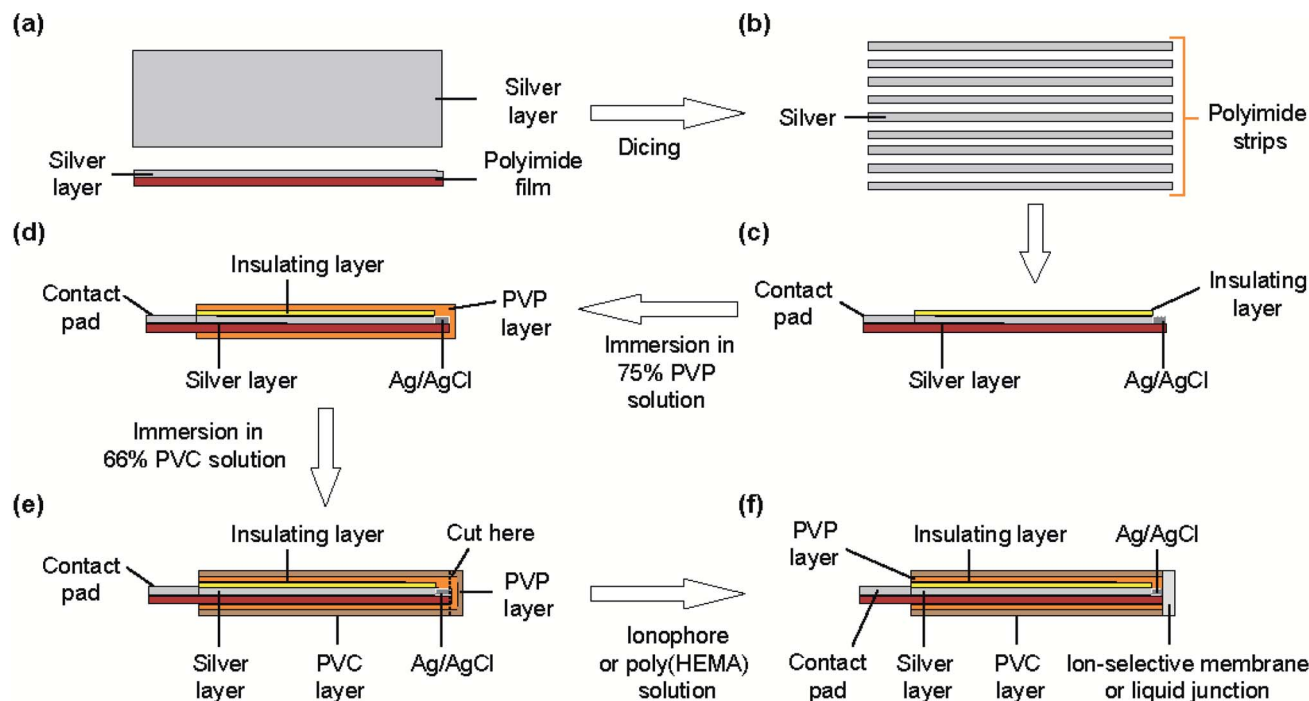 (a)
Silver
layer
Silver
layer
Polyimide
film
Dicing
(b)
Silver
Polyimide
strips
(c)
Contact
pad
Insulating
layer
Silver layer
Ag/AgCl
Immersion in
75% PVP
solution
(d)
Insulating layer
Contact
pad
PVP
layer
Silver layer
Ag/AgCl
Immersion in
66% PVC solution
(e)
Insulating layer
Cut here
Contact
pad
PVP
layer
Silver
layer
PVC
layer
Ag/AgCl
Ionophore
or poly(HEMA)
solution
(f)
PVP
layer
Insulating layer
Ag/AgCl
Contact
pad
Silver
layer
PVC
layer
Ion-selective membrane
or liquid junction